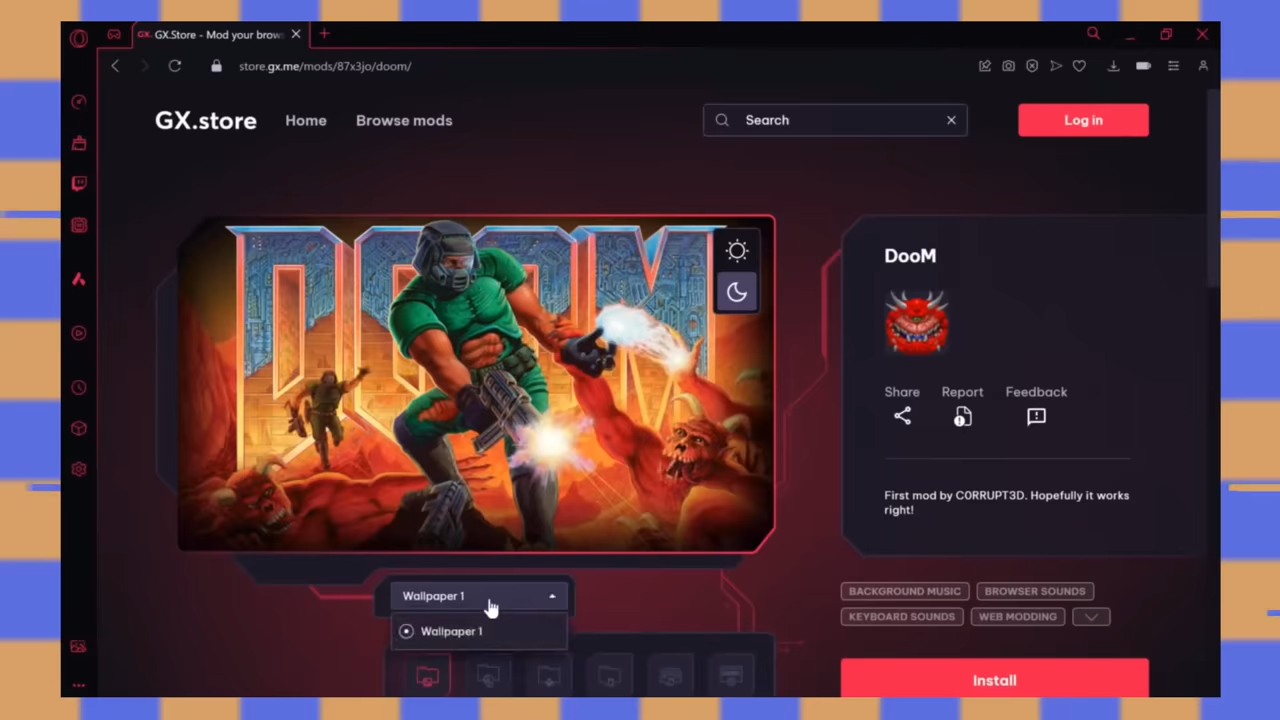 GX.Store - Mod your brow
store.gx.me/mods/87x3jo/doom/
GX.store
Home
Browse mods
Search
Log in
DOOM
DooM
Share
Report
Feedback
First mod by C0RRUPT3D. Hopefully it works
right!
Wallpaper 1
Wallpaper 1
BACKGROUND MUSIC
BROWSER SOUNDS
KEYBOARD SOUNDS
WEB MODDING
Install